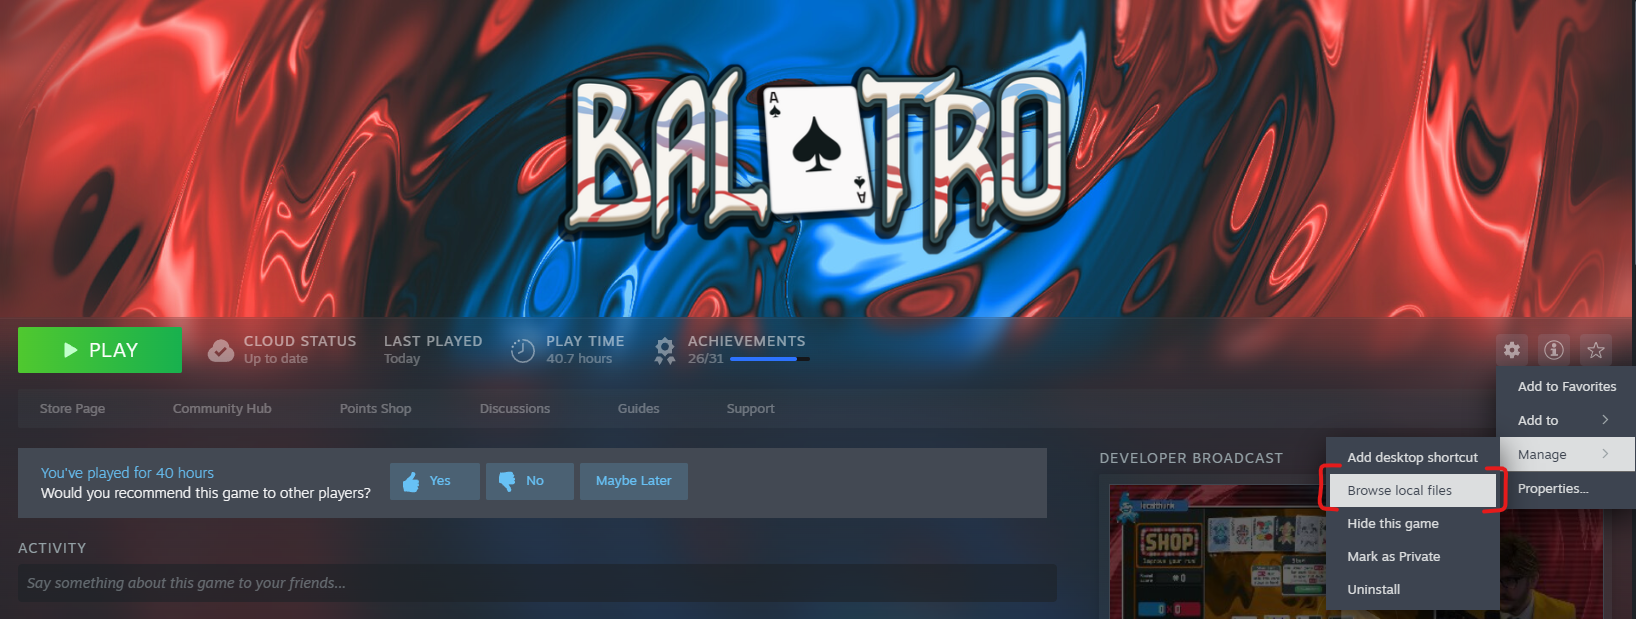 BALATRO
A
A
PLAY
CLOUD STATUS
Up to date
LAST PLAYED
Today
PLAY TIME
40.7 hours
ACHIEVEMENTS
26/31
Add to Favorites
Add to
Manage
Properties...
Store Page
Community Hub
Points Shop
Discussions
Guides
Support
Add desktop shortcut
Browse local files
Hide this game
Mark as Private
Uninstall
You've played for 40 hours
Would you recommend this game to other players?
Yes
No
Maybe Later
DEVELOPER BROADCAST
localthunk
SHOP
Improve your run!
ACTIVITY
Say something about this game to your friends...